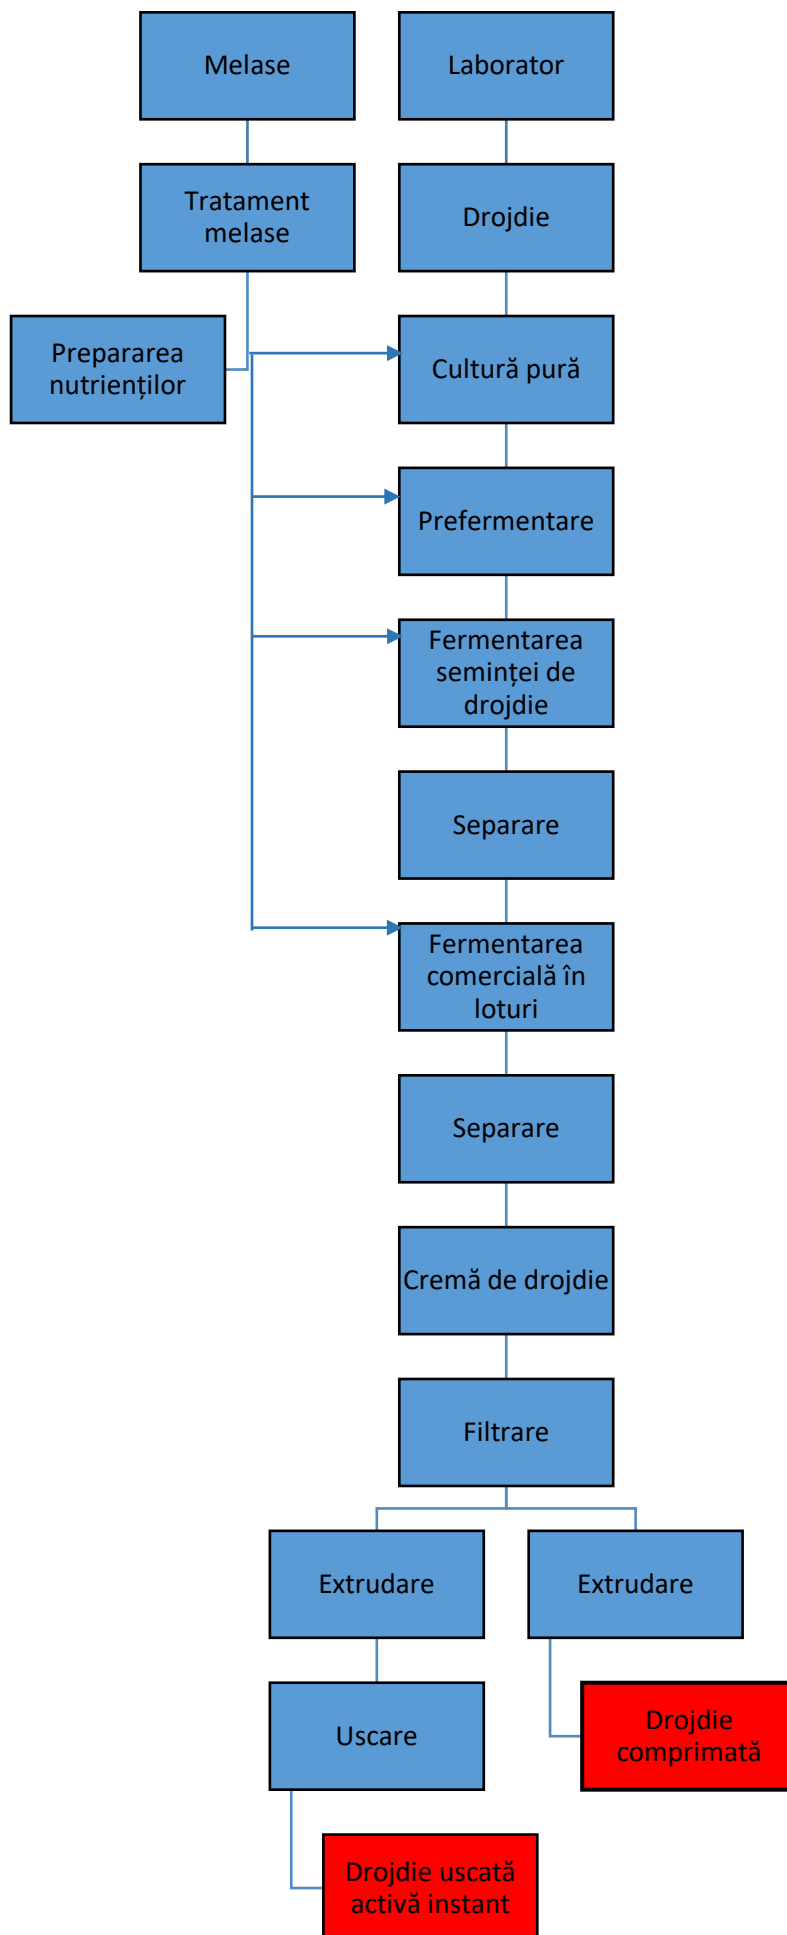 Melase
Laborator
Tratament
melase
Drojdie
Prepararea
nutrienților
Cultură pură
Prefermentare
Fermentarea
seminței de
drojdie
Separare
Fermentarea
comercială în
loturi
Separare
Cremă de drojdie
Filtrare
Extrudare
Extrudare
Uscare
Drojdie
comprimată
Drojdie uscată
activă instant